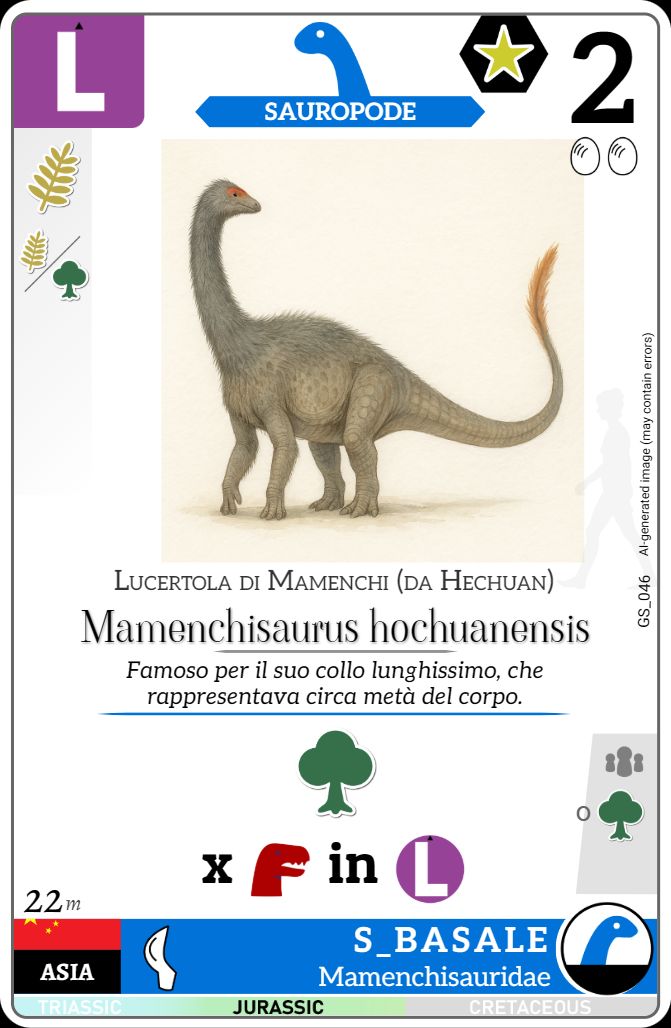 L
SAUROPODE
2
AI-generated image (may contain errors)
GS_046
Lucertola di Mamenchi (da Hechuan)
Mamenchisaurus hochuanensis
Famoso per il suo collo lunghissimo, che
rappresentava circa metà del corpo.
o
x in L
22m
ASIA
S_BASALE
Mamenchisauridae
TRIASSIC JURASSIC CRETACEOUS